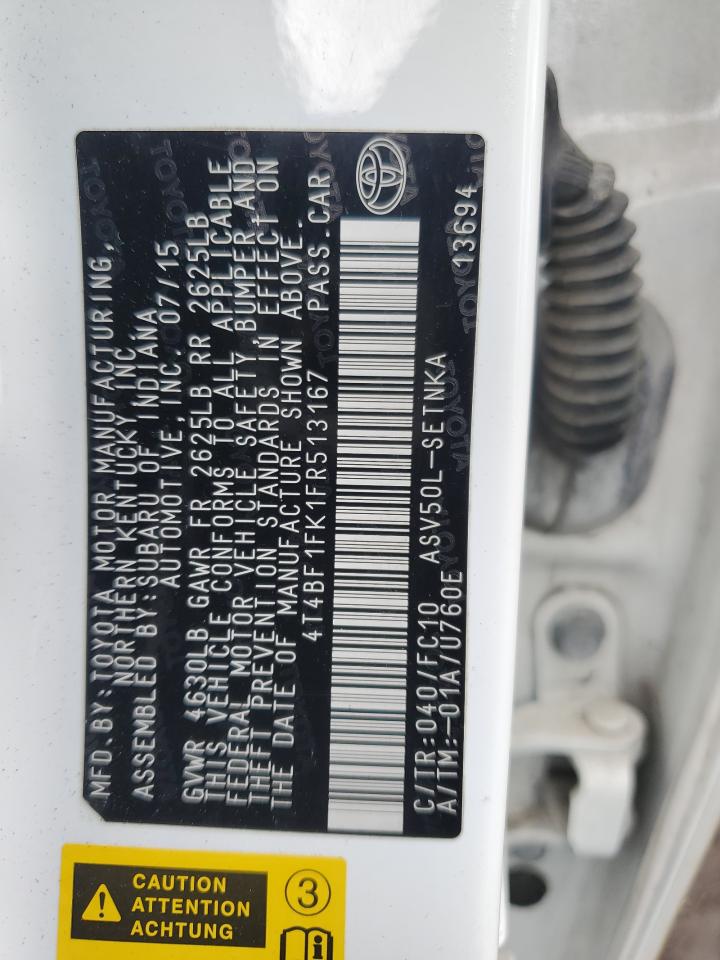 MFD.BY:TOYOTA MOTOR MANUFACTURING,
NORTHERN KENTUCKY INC.
ASSEMBLED BY:SUBARU OF INDIANA
AUTOMOTIVE, INC. 07/15
GVWR 4630LB GAWR FR 2625LB RR 2625LB
THIS VEHICLE CONFORMS TO ALL APPLICABLE
FEDERAL MOTOR VEHICLE SAFETY,BUMPER AND
THEFT PREVENTION STANDARDS IN EFFECT ON
THE DATE OF MANUFACTURE SHOWN ABOVE.
4T4BF1FK1FR513167 PASS.CAR
C/TR:040/FC10 ASV50L-SETNKA
A/TM:-01A/U760E 13694
CAUTION
ATTENTION
ACHTUNG
3
i
TOYOTA